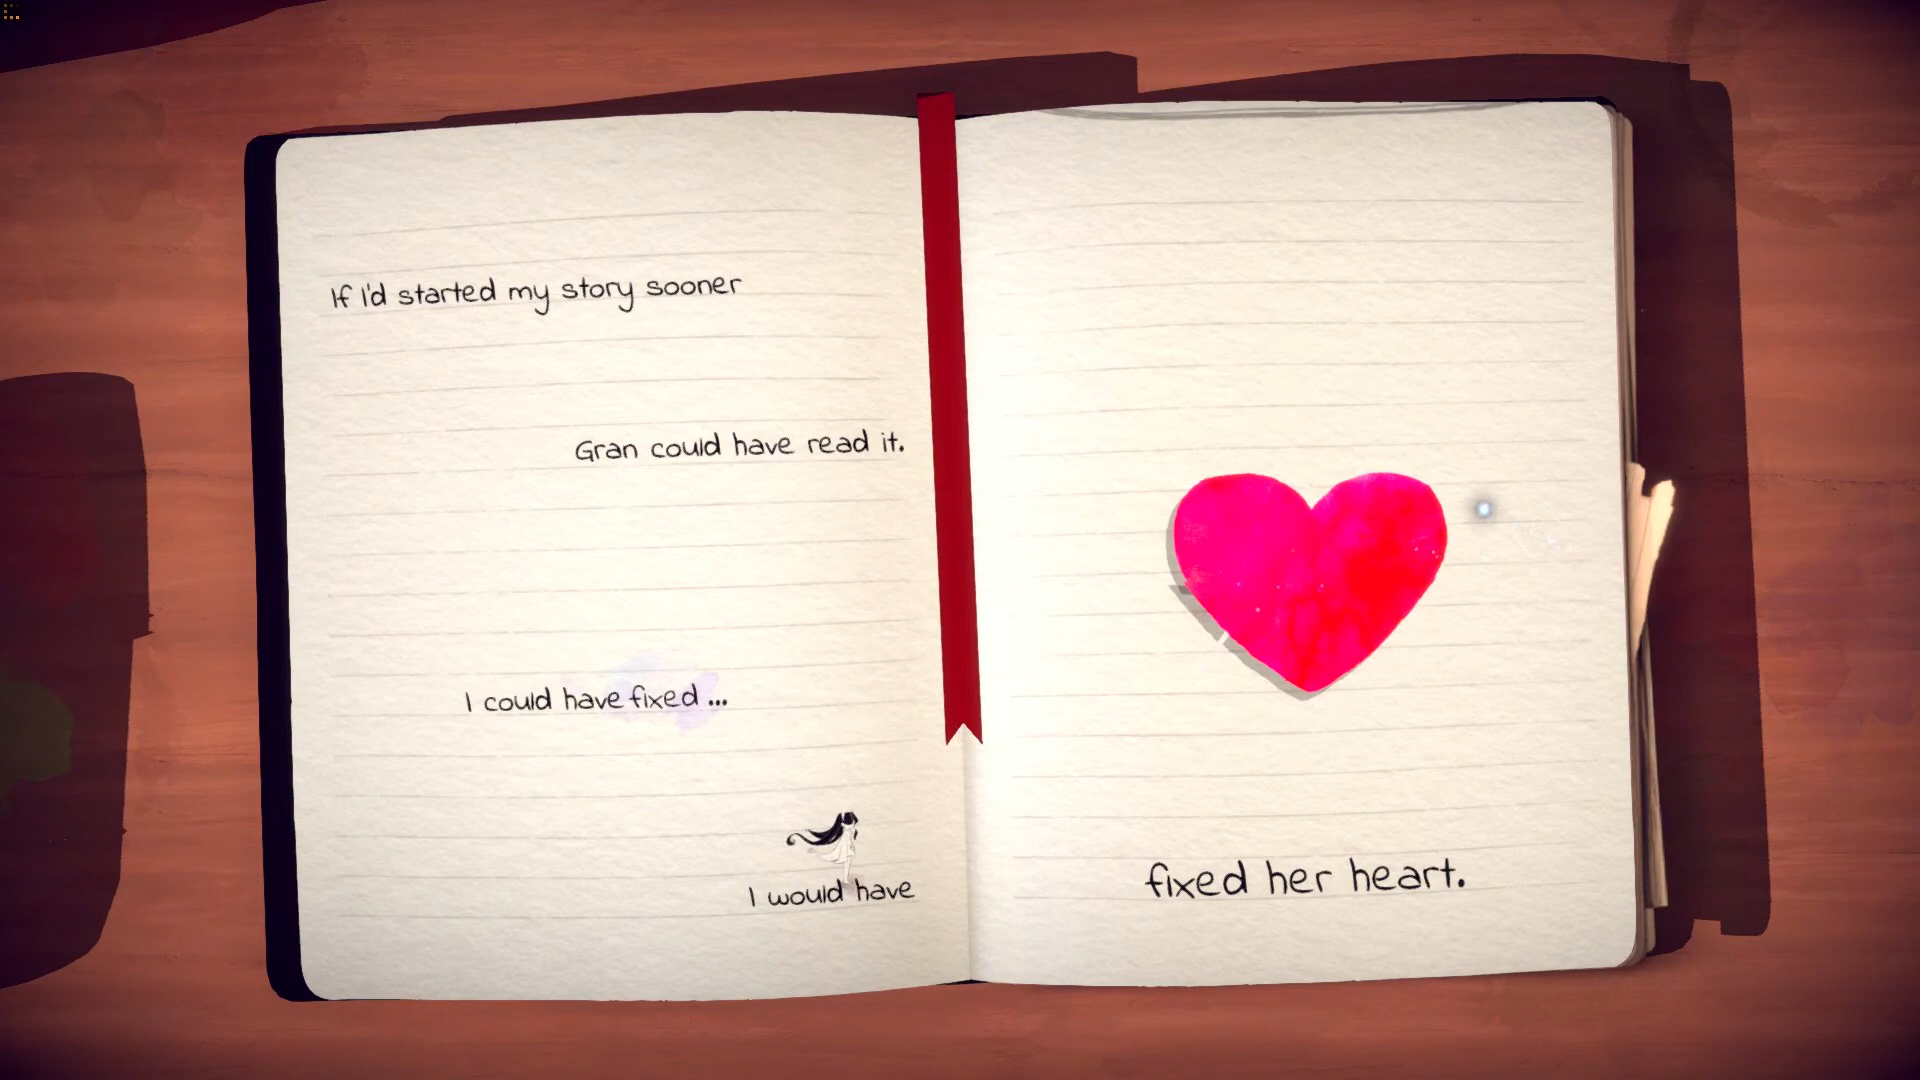 If I'd started my story sooner
Gran could have read it.
I could have fixed ...
I would have
fixed her heart.